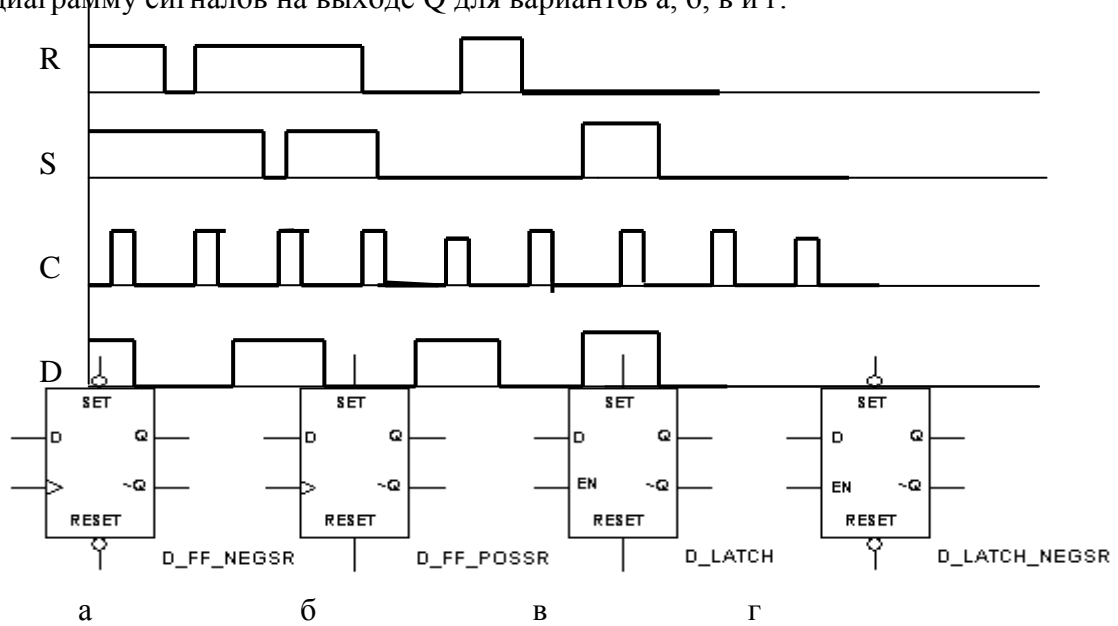 диаграмму сигналов на выходе Q для вариантов а, б, в и г.
R
S
C
D
SET SET SET SET
D Q D Q D Q D Q
~Q ~Q EN ~Q EN ~Q
RESET RESET RESET RESET
D_FF_NEGSR D_FF_POSSR D_LATCH D_LATCH_NEGSR
а б в г